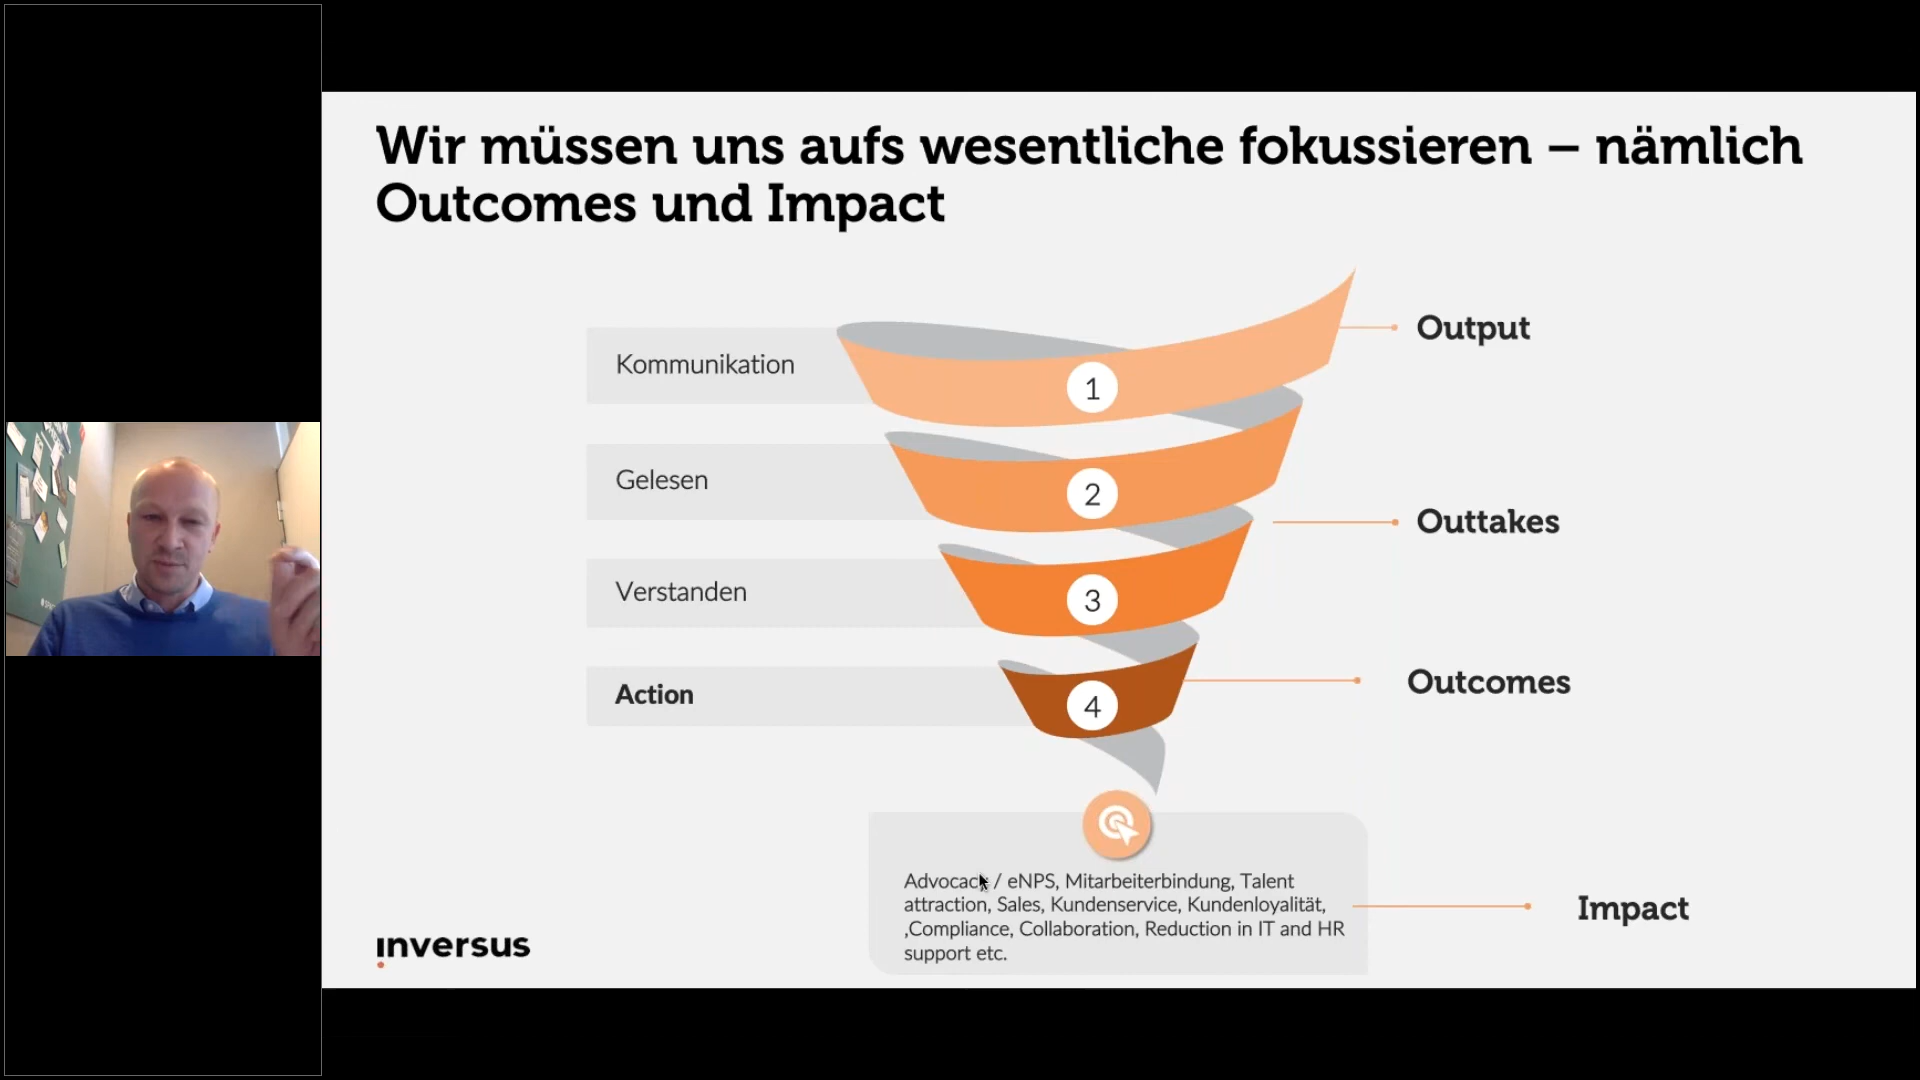 Wir müssen uns aufs wesentliche fokussieren – nämlich
Outcomes und Impact
Kommunikation
1
Output
Gelesen
2
Outtakes
Verstanden
3
Action
4
Outcomes
Advocacy / eNPS, Mitarbeiterbindung, Talent
attraction, Sales, Kundenservice, Kundenloyalität,
,Compliance, Collaboration, Reduction in IT and HR
support etc.
Impact
inversus